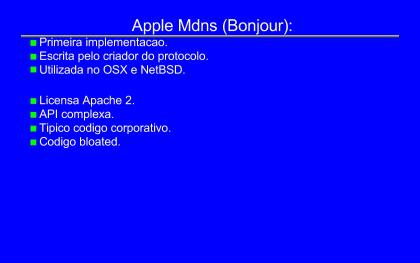 Apple Mdns (Bonjour):
Primeira implementacao.
Escrita pelo criador do protocolo.
Utilizada no OSX e NetBSD.
Licensa Apache 2.
API complexa.
Tipico codigo corporativo.
Codigo bloated.